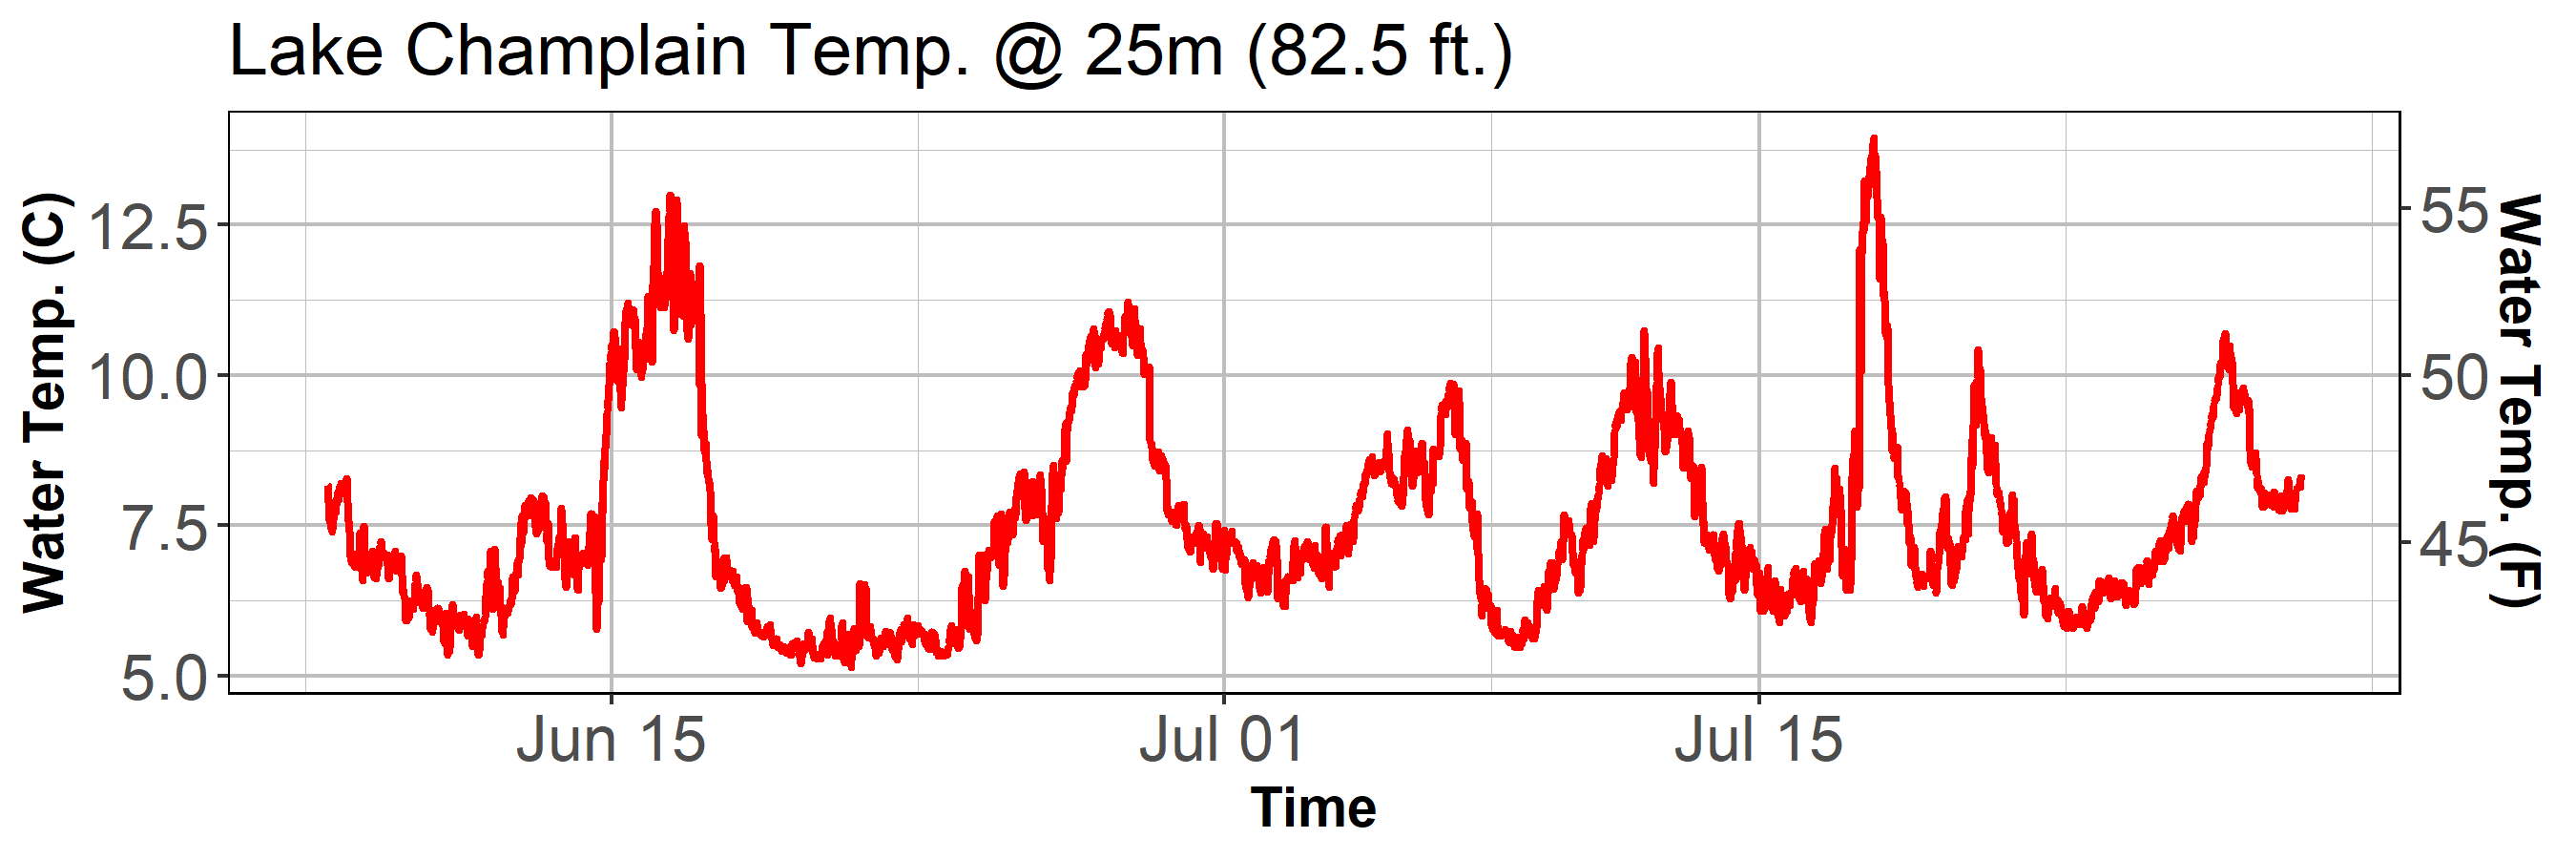 Lake Champlain Temp. @ 25m (82.5 ft.)
Water Temp. (C)
12.5
10.0
7.5
5.0
55
50
45
Water Temp. (F)
Jun 15
Jul 01
Jul 15
Time